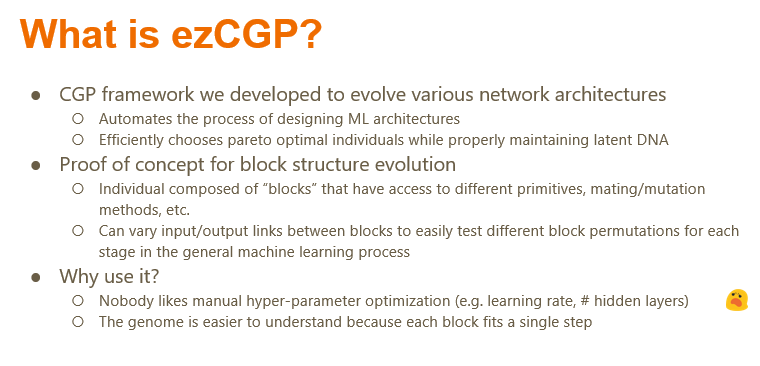 What is ezCGP?
● CGP framework we developed to evolve various network architectures
○ Automates the process of designing ML architectures
○ Efficiently chooses pareto optimal individuals while properly maintaining latent DNA
● Proof of concept for block structure evolution
○ Individual composed of “blocks” that have access to different primitives, mating/mutation
methods, etc.
○ Can vary input/output links between blocks to easily test different block permutations for each
stage in the general machine learning process
● Why use it?
○ Nobody likes manual hyper-parameter optimization (e.g. learning rate, # hidden layers)
○ The genome is easier to understand because each block fits a single step